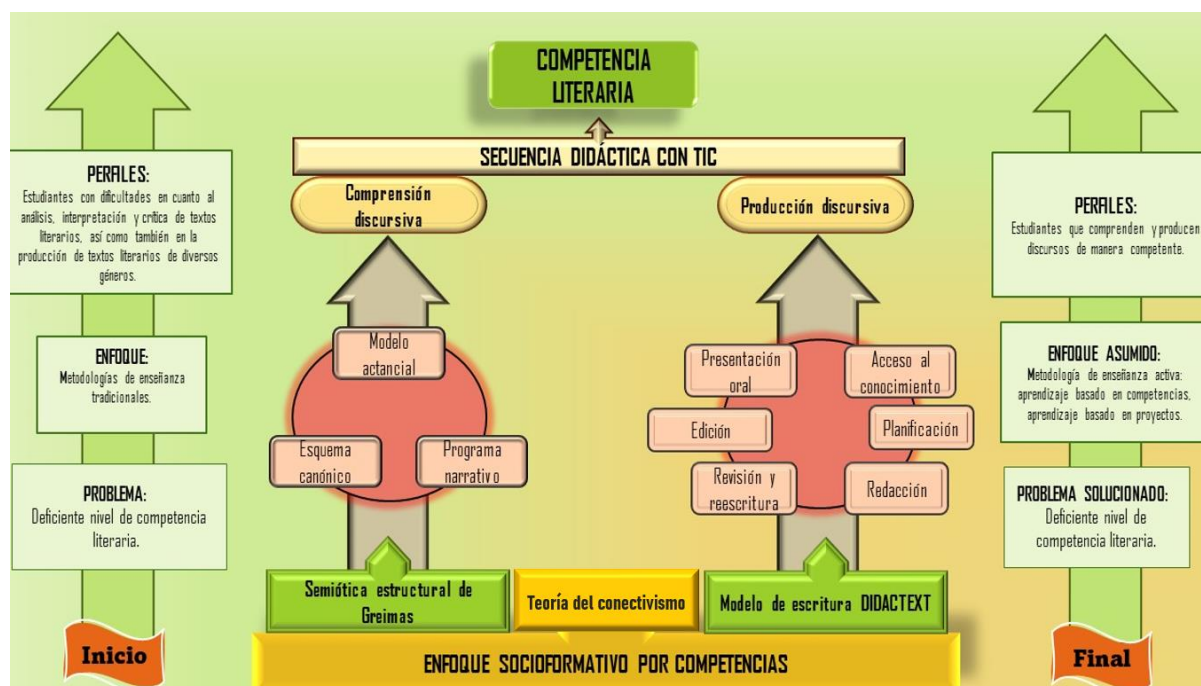 COMPETENCIA
LITERARIA
SECUENCIA DIDÁCTICA CON TIC
PERFILES:
Estudiantes con dificultades en cuanto al
análisis, interpretación y crítica de textos
literarios, así como también en la
producción de textos literarios de diversos
géneros.
ENFOQUE:
Metodologías de enseñanza
tradicionales.
PROBLEMA:
Deficiente nivel de competencia
literaria.
Inicio
Comprensión
discursiva
Modelo
actancial
Esquema
canónico
Programa
narrativo
Semiótica estructural de
Greimas
Teoría del conectivismo
Producción discursiva
Presentación
oral
Acceso al
conocimiento
Edición
Planificación
Revisión y
reescritura
Redacción
Modelo de escritura DIDACTEXT
ENFOQUE SOCIOFORMATIVO POR COMPETENCIAS
PERFILES:
Estudiantes que comprenden y producen
discursos de manera competente.
ENFOQUE ASUMIDO:
Metodología de enseñanza activa:
aprendizaje basado en competencias,
aprendizaje basado en proyectos.
PROBLEMA SOLUCIONADO:
Deficiente nivel de
competencia literaria.
Final